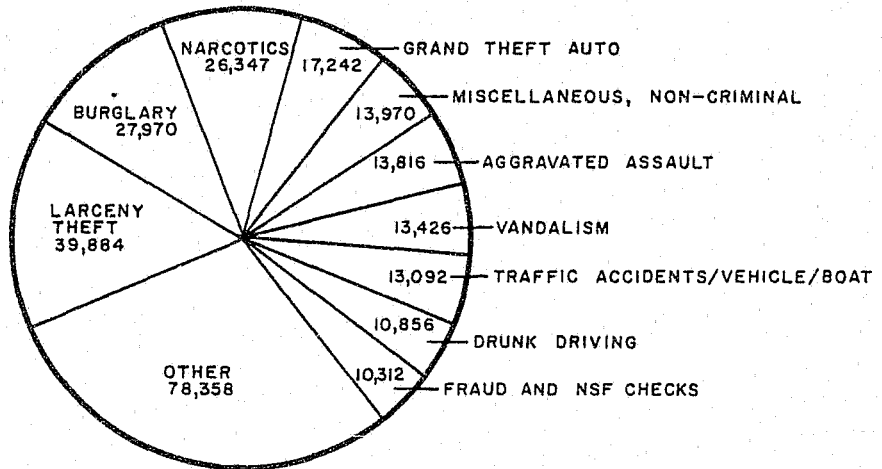 NARCOTICS
26,347
17,242
GRAND THEFT AUTO
13,970
MISCELLANEOUS, NON-CRIMINAL
13,816
AGGRAVATED ASSAULT
13,426
VANDALISM
13,092
TRAFFIC ACCIDENTS/VEHICLE/BOAT
10,856
DRUNK DRIVING
10,312
FRAUD AND NSF CHECKS
OTHER
78,358
LARCENY
THEFT
39,884
BURGLARY
27,970